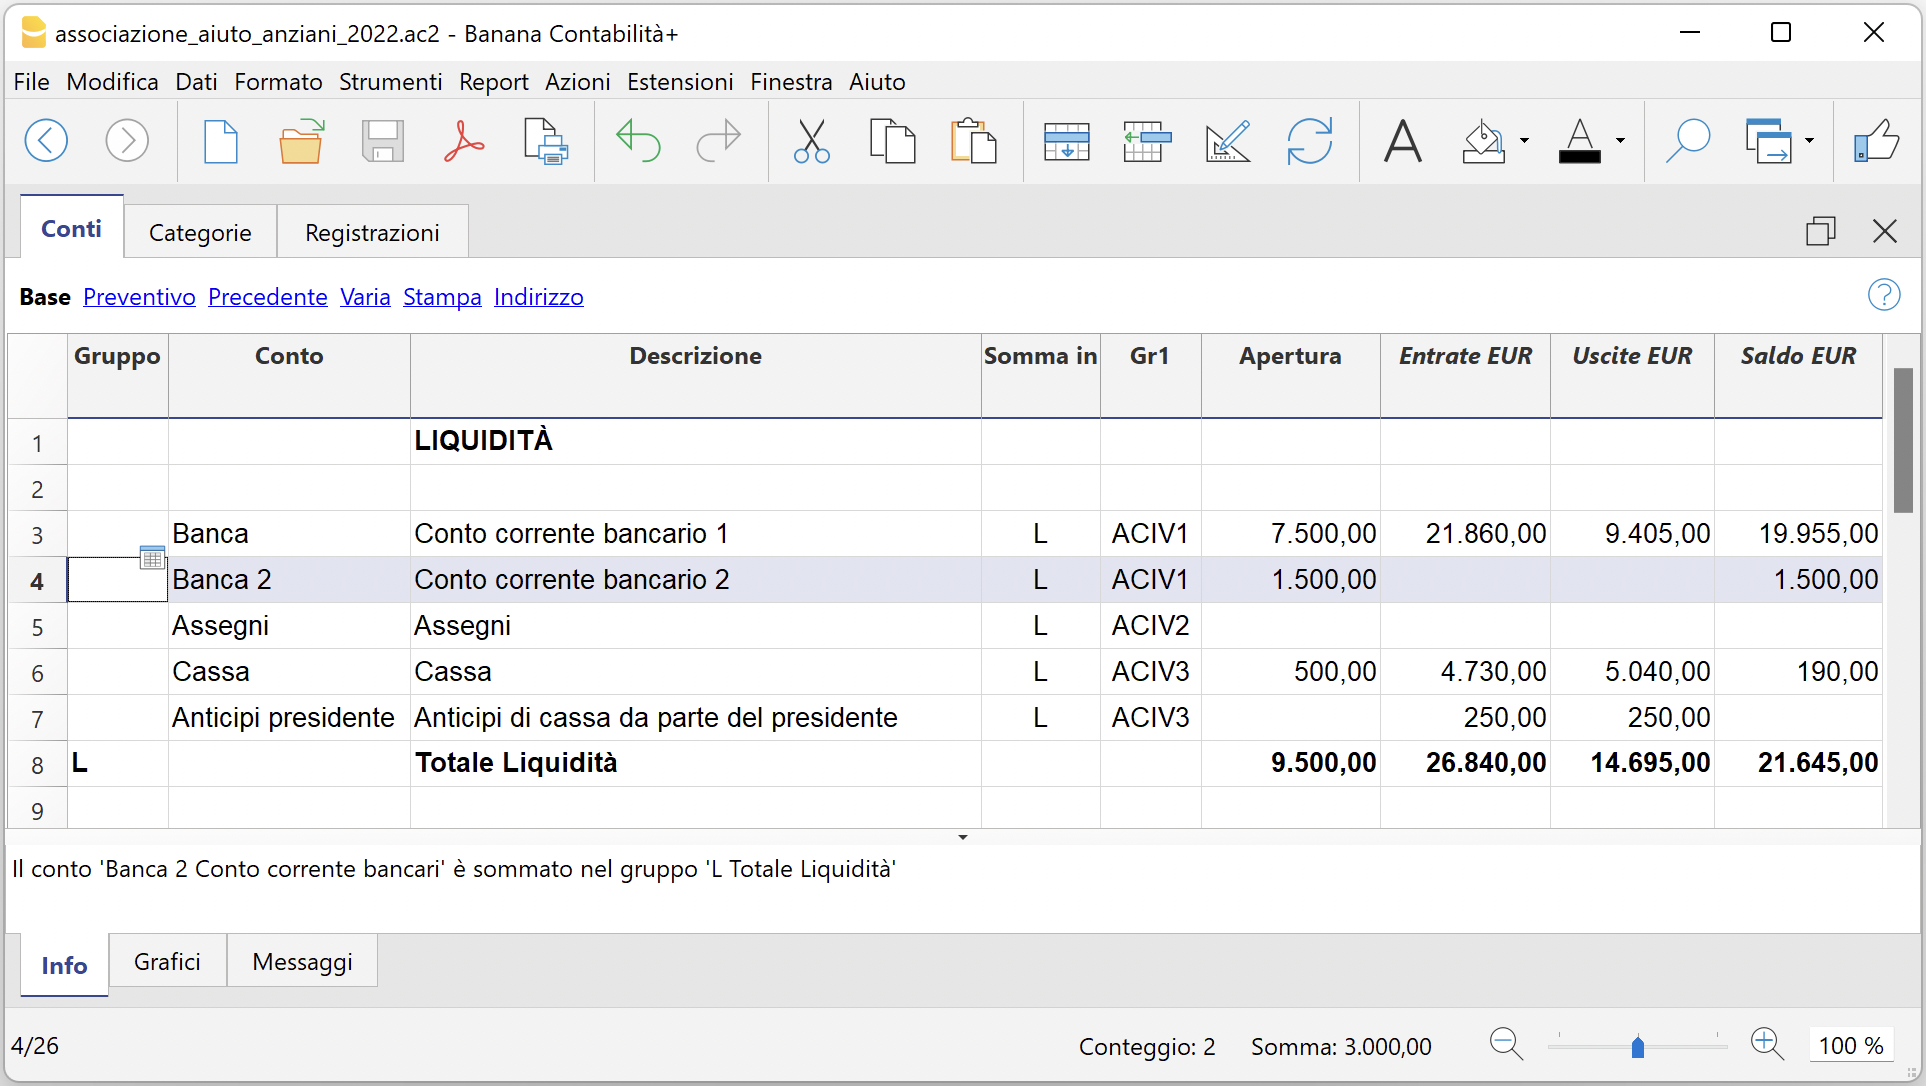 associazione_aiuto_anziani_2022.ac2 - Banana Contabilità+
File Modifica Dati Formato Strumenti Report Azioni Estensioni Finestra Aiuto
Conti Categorie Registrazioni
Base Preventivo Precedente Varia Stampa Indirizzo
Gruppo Conto Descrizione Somma in Gr1 Apertura Entrate EUR Uscite EUR Saldo EUR
1 LIQUIDITÀ
2
3 Banca Conto corrente bancario 1 L ACIV1 7.500,00 21.860,00 9.405,00 19.955,00
4 Banca 2 Conto corrente bancario 2 L ACIV1 1.500,00 1.500,00
5 Assegni Assegni L ACIV2
6 Cassa Cassa L ACIV3 500,00 4.730,00 5.040,00 190,00
7 Anticipi presidente Anticipi di cassa da parte del presidente L ACIV3 250,00 250,00
8 L Totale Liquidità 9.500,00 26.840,00 14.695,00 21.645,00
9
Il conto 'Banca 2 Conto corrente bancari' è sommato nel gruppo 'L Totale Liquidità'
Info Grafici Messaggi
4/26 Conteggio: 2 Somma: 3.000,00 100 %